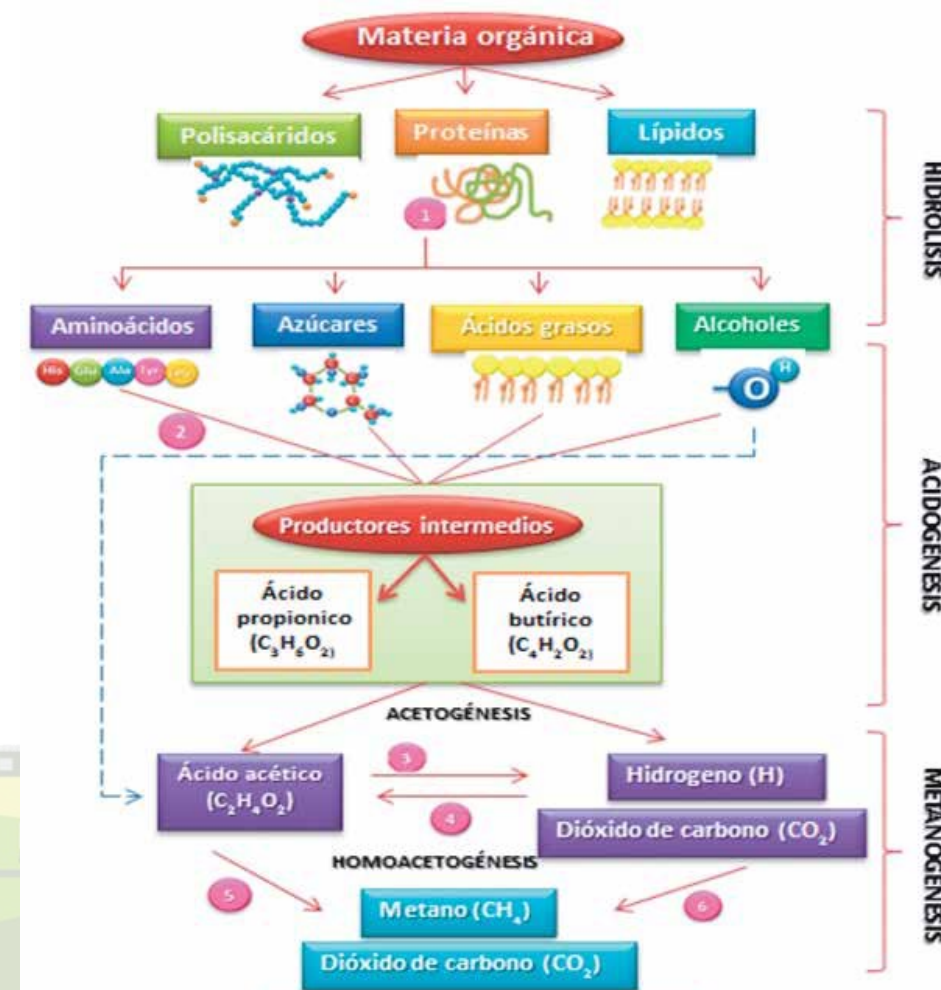 Materia orgánica
Polisacáridos
Proteínas
Lípidos
HIDRÓLISIS
1
Aminoácidos
Azúcares
Ácidos grasos
Alcoholes
His Glu Ala Tyr
O
H
2
ACIDOGENESIS
Productores intermedios
Ácido
propionico
(C₃H₆O₂)
Ácido
butírico
(C₄H₂O₂)
ACETOGÉNESIS
Ácido acético
(C₂H₄O₂)
3
4
Hidrogeno (H)
Dióxido de carbono (CO₂)
METANOGENESIS
HOMOACETOGÉNESIS
5
6
Metano (CH₄)
Dióxido de carbono (CO₂)